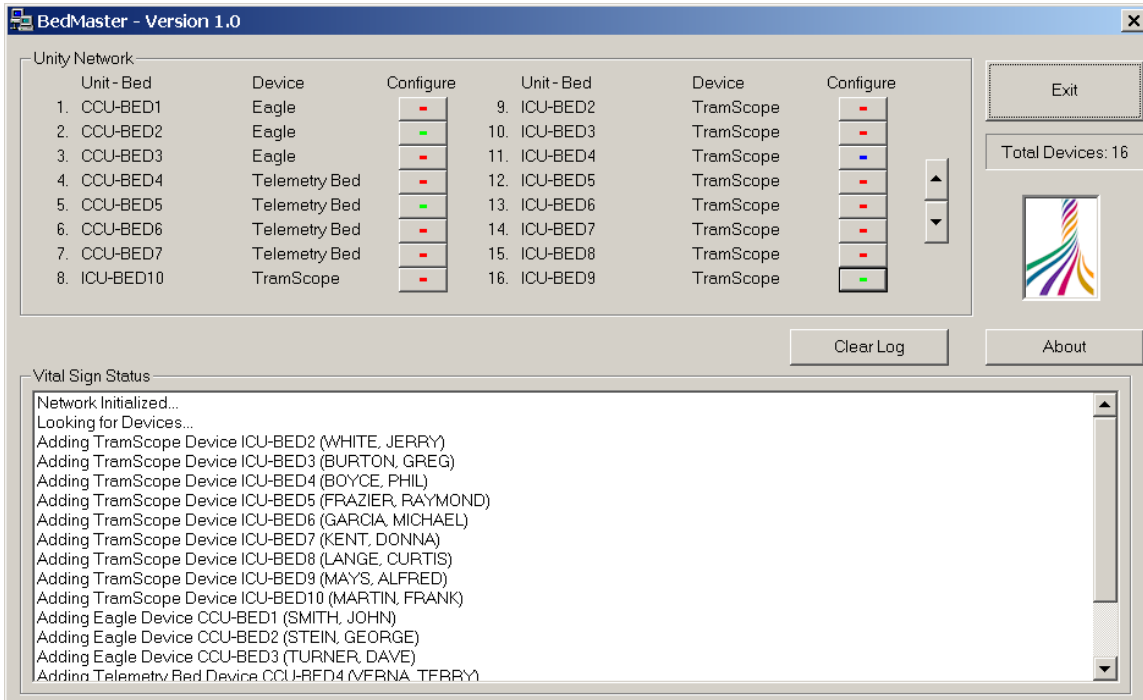 BedMaster - Version 1.0
Unity Network
Unit - Bed Device Configure Unit - Bed Device Configure
1. CCU-BED1 Eagle 9. ICU-BED2 TramScope
2. CCU-BED2 Eagle 10. ICU-BED3 TramScope
3. CCU-BED3 Eagle 11. ICU-BED4 TramScope
4. CCU-BED4 Telemetry Bed 12. ICU-BED5 TramScope
5. CCU-BED5 Telemetry Bed 13. ICU-BED6 TramScope
6. CCU-BED6 Telemetry Bed 14. ICU-BED7 TramScope
7. CCU-BED7 Telemetry Bed 15. ICU-BED8 TramScope
8. ICU-BED10 TramScope 16. ICU-BED9 TramScope
Exit
Total Devices: 16
Clear Log
About
Vital Sign Status
Network Initialized...
Looking for Devices...
Adding TramScope Device ICU-BED2 (WHITE, JERRY)
Adding TramScope Device ICU-BED3 (BURTON, GREG)
Adding TramScope Device ICU-BED4 (BOYCE, PHIL)
Adding TramScope Device ICU-BED5 (FRAZIER, RAYMOND)
Adding TramScope Device ICU-BED6 (GARCIA, MICHAEL)
Adding TramScope Device ICU-BED7 (KENT, DONNA)
Adding TramScope Device ICU-BED8 (LANGE, CURTIS)
Adding TramScope Device ICU-BED9 (MAYS, ALFRED)
Adding TramScope Device ICU-BED10 (MARTIN, FRANK)
Adding Eagle Device CCU-BED1 (SMITH, JOHN)
Adding Eagle Device CCU-BED2 (STEIN, GEORGE)
Adding Eagle Device CCU-BED3 (TURNER, DAVE)
Adding Telemetry Bed Device CCU-BED4 (VERNA, TERRY)